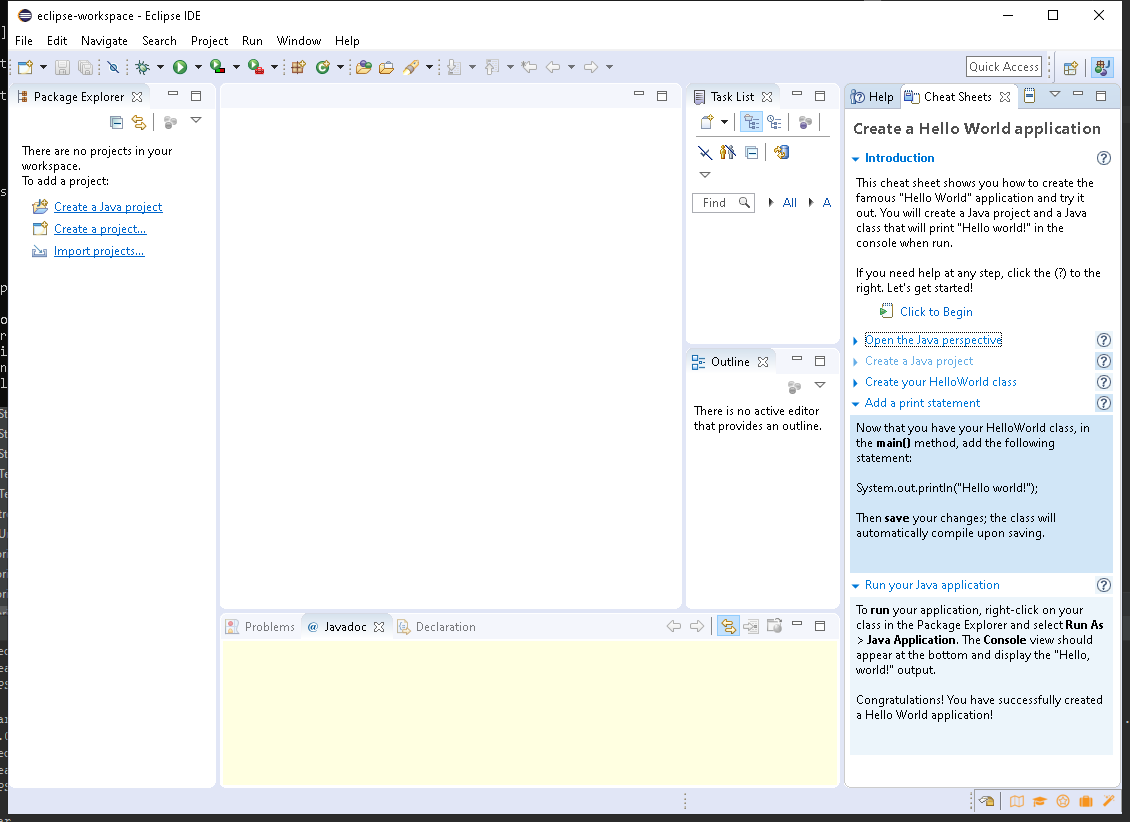 eclipse-workspace - Eclipse IDE
File Edit Navigate Search Project Run Window Help
Quick Access
Package Explorer
There are no projects in your
workspace.
To add a project:
Create a Java project
Create a project...
Import projects...
Task List
Find
All
A
Outline
There is no active editor
that provides an outline.
Problems
@ Javadoc
Declaration
Help
Cheat Sheets
Create a Hello World application
Introduction
This cheat sheet shows you how to create the
famous "Hello World" application and try it
out. You will create a Java project and a Java
class that will print "Hello world!" in the
console when run.
If you need help at any step, click the (?) to the
right. Let's get started!
Click to Begin
Open the Java perspective
Create a Java project
Create your HelloWorld class
Add a print statement
Now that you have your HelloWorld class, in
the main() method, add the following
statement:
System.out.println("Hello world!");
Then save your changes; the class will
automatically compile upon saving.
Run your Java application
To run your application, right-click on your
class in the Package Explorer and select Run As
> Java Application. The Console view should
appear at the bottom and display the "Hello,
world!" output.
Congratulations! You have successfully created
a Hello World application!